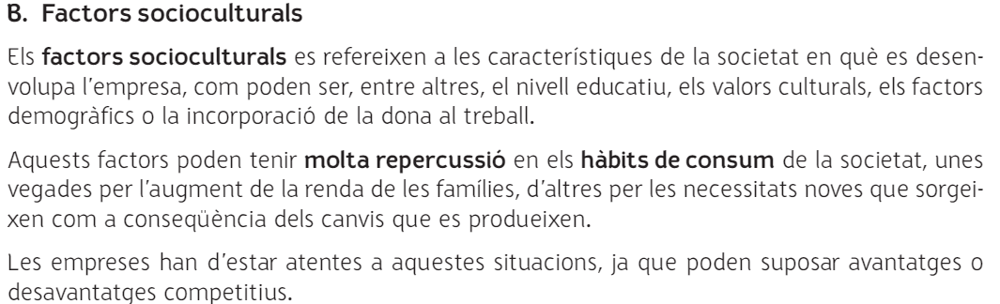 B. Factors socioculturals
Els factors socioculturals es refereixen a les característiques de la societat en què es desen-
volupa l’empresa, com poden ser, entre altres, el nivell educatiu, els valors culturals, els factors
demogràfics o la incorporació de la dona al treball.
Aquests factors poden tenir molta repercussió en els hàbits de consum de la societat, unes
vegades per l’augment de la renda de les famílies, d’altres per les necessitats noves que sorgei-
xen com a conseqüència dels canvis que es produeixen.
Les empreses han d’estar atentes a aquestes situacions, ja que poden suposar avantatges o
desavantatges competitius.